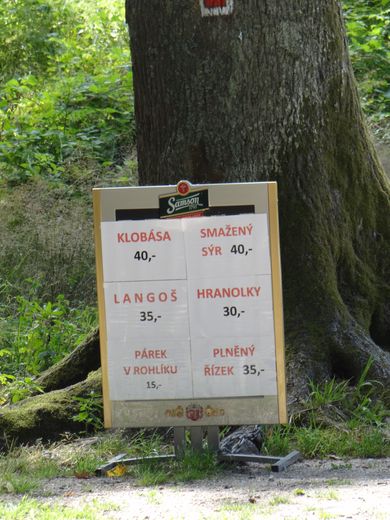 Samson
KLOBÁSA
40,-
SMAŽENÝ
SÝR 40,-
LANGOŠ
35,-
HRANOLKY
30,-
PÁREK
V ROHLÍKU
15,-
PLNĚNÝ
ŘÍZEK 35,-